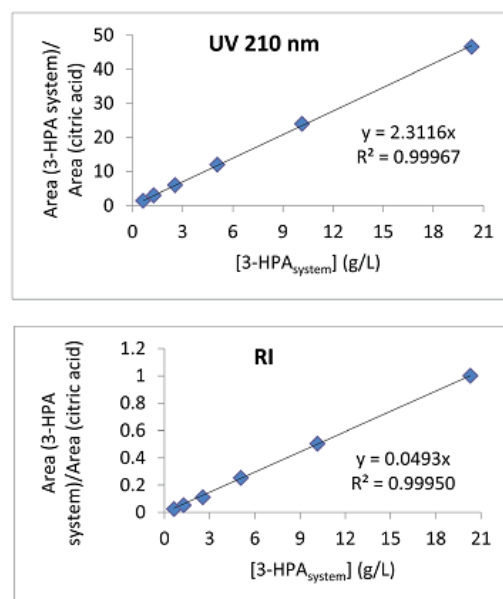 UV 210 nm
Area (3-HPA system)/
Area (citric acid)
50
40
30
20
10
0
y = 2.3116x
R² = 0.99967
0 3 6 9 12 15 18 21
[3-HPAsystem] (g/L)
RI
Area (3-HPA
system)/Area (citric acid)
1.2
1
0.8
0.6
0.4
0.2
0
y = 0.0493x
R² = 0.99950
0 3 6 9 12 15 18 21
[3-HPAsystem] (g/L)